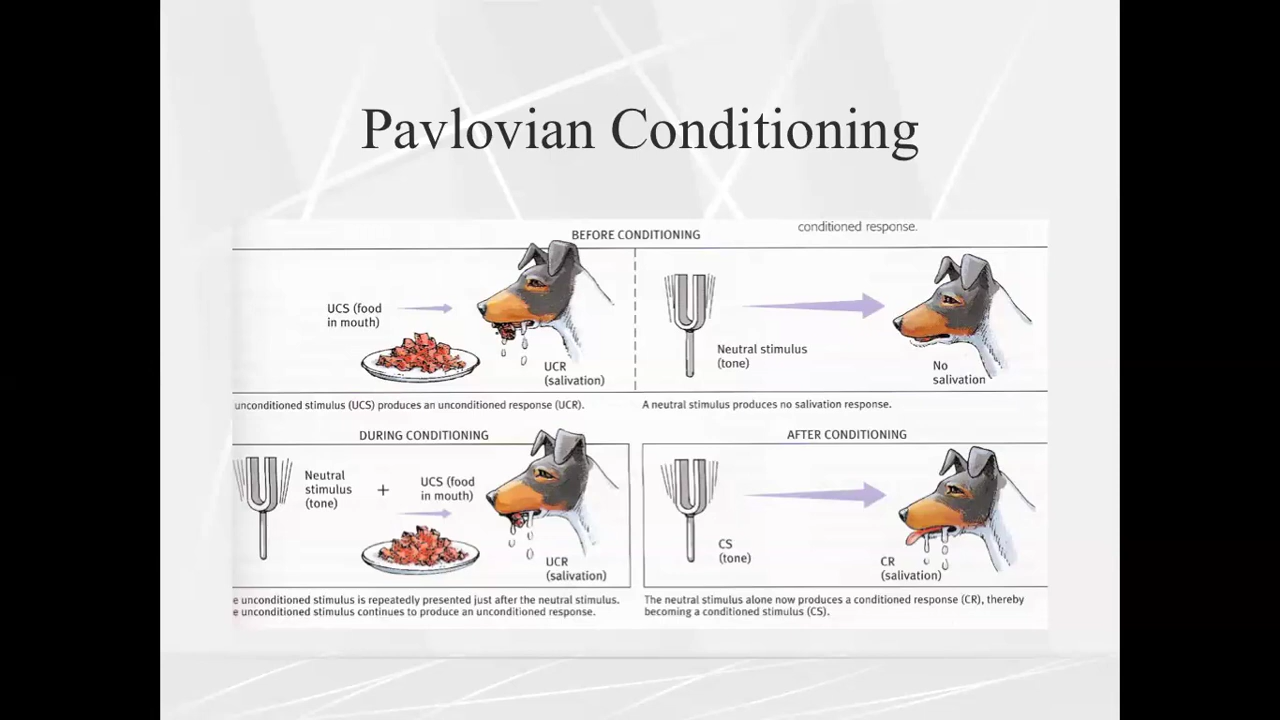 Pavlovian Conditioning
conditioned response.
BEFORE CONDITIONING
UCS (food
in mouth)
UCR
(salivation)
Neutral stimulus
(tone)
No
salivation
unconditioned stimulus (UCS) produces an unconditioned response (UCR).
A neutral stimulus produces no salivation response.
DURING CONDITIONING
Neutral
stimulus
(tone)
+
UCS (food
in mouth)
UCR
(salivation)
e unconditioned stimulus is repeatedly presented just after the neutral stimulus.
e unconditioned stimulus continues to produce an unconditioned response.
AFTER CONDITIONING
CS
(tone)
CR
(salivation)
The neutral stimulus alone now produces a conditioned response (CR), thereby
becoming a conditioned stimulus (CS).